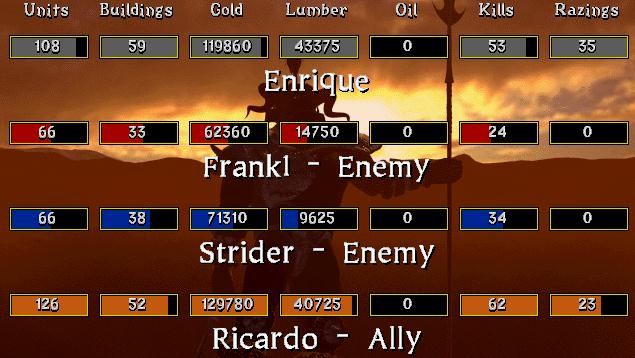 Units Buildings Gold Lumber Oil Kills Razings
108 59 119860 43375 0 53 35
Enrique
66 33 62360 14750 0 24 0
Frankl - Enemy
66 38 71310 9625 0 34 0
Strider - Enemy
126 52 129780 40725 0 62 23
Ricardo - Ally